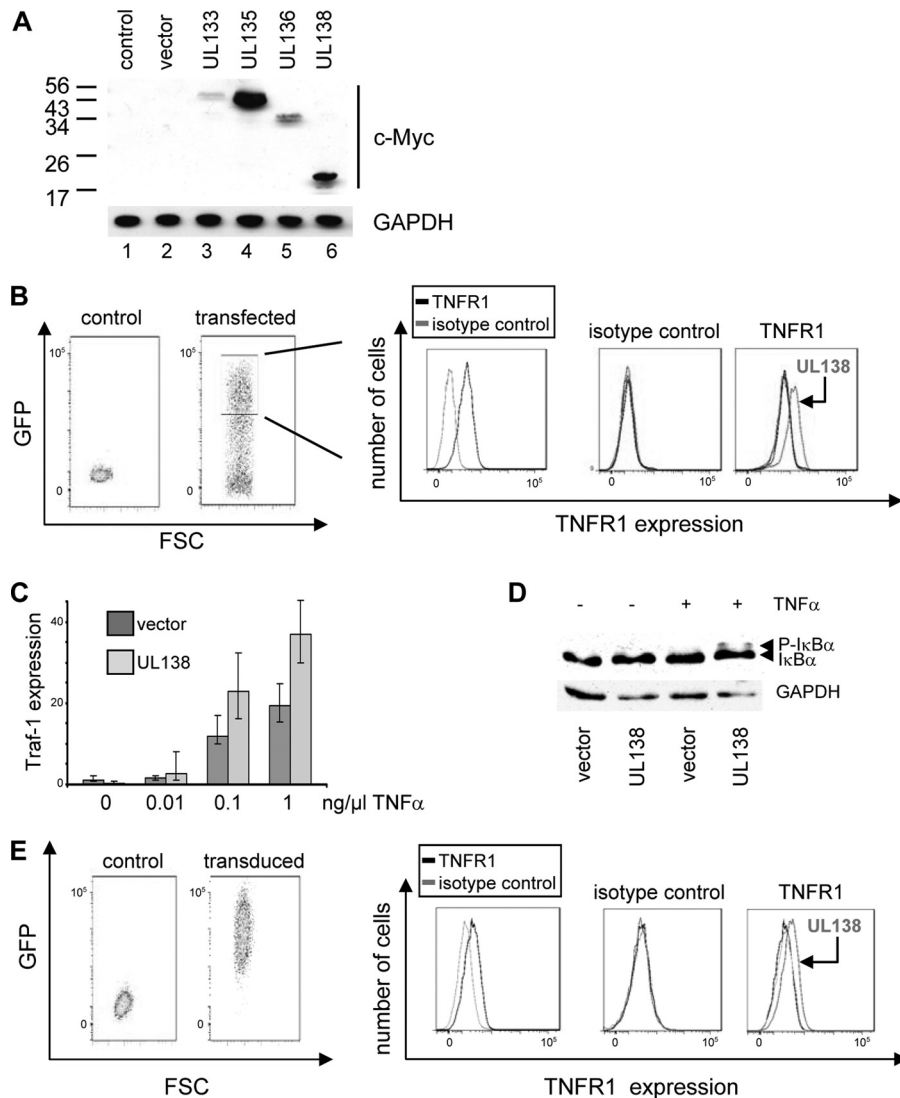 A
control
vector
UL133
UL135
UL136
UL138
56
43
34
26
17
c-Myc
GAPDH
1 2 3 4 5 6
B
control
transfected
GFP
10⁵
0
10⁵
0
FSC
TNFR1
isotype control
number of cells
isotype control
TNFR1
UL138
0 10⁵
0 10⁵
0 10⁵
TNFR1 expression
C
Traf-1 expression
40
20
0
vector
UL138
0 0.01 0.1 1 ng/µl TNFα
D
- - + + TNFα
P-IκBα
IκBα
GAPDH
vector
UL138
vector
UL138
E
control
transduced
GFP
10⁵
0
10⁵
0
FSC
TNFR1
isotype control
number of cells
isotype control
TNFR1
UL138
0 10⁵
0 10⁵
0 10⁵
TNFR1 expression